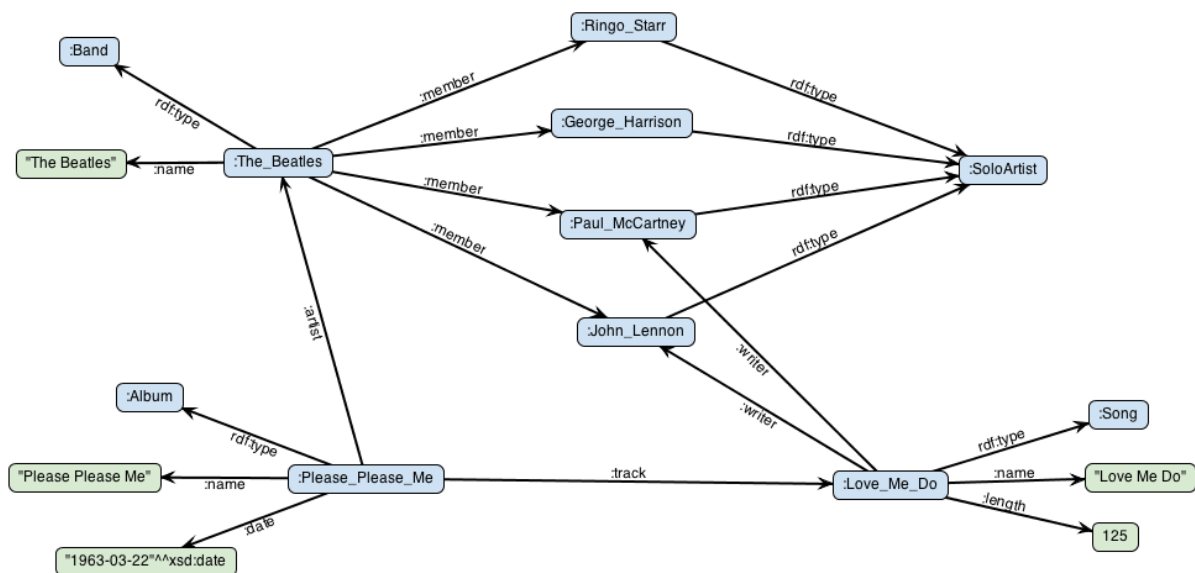 :Ringo_Starr
:Band
:member
rdf:type
rdf:type
:George_Harrison
:member
rdf:type
"The Beatles"
:name
:The_Beatles
:SoloArtist
:member
rdf:type
:Paul_McCartney
:member
rdf:type
:artist
:John_Lennon
:writer
:Album
:writer
:Song
rdf:type
rdf:type
"Please Please Me"
:name
:Please_Please_Me
:track
:Love_Me_Do
:name
"Love Me Do"
:length
:date
125
"1963-03-22"^^xsd:date